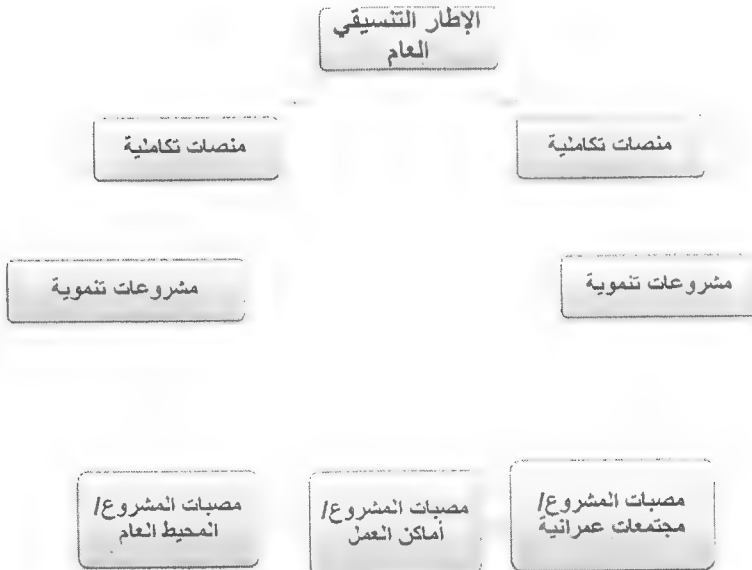 الإطار التنسيقي
العام
منصات تكاملية
منصات تكاملية
مشروعات تنموية
مشروعات تنموية
مصبات المشروع/
مجتمعات عمرانية
مصبات المشروع/
أماكن العمل
مصبات المشروع/
المحيط العام